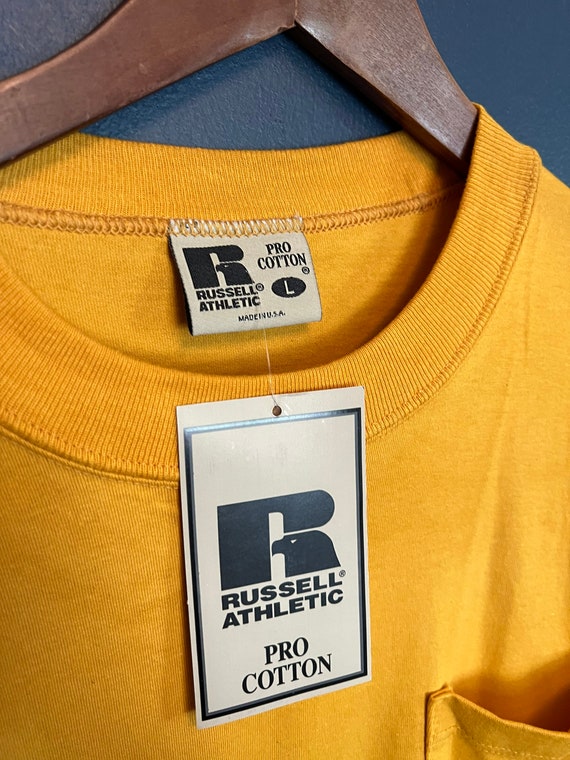 PRO
COTTON®
L
RUSSELL®
ATHLETIC
MADE IN U.S.A.
RUSSELL®
ATHLETIC
PRO
COTTON